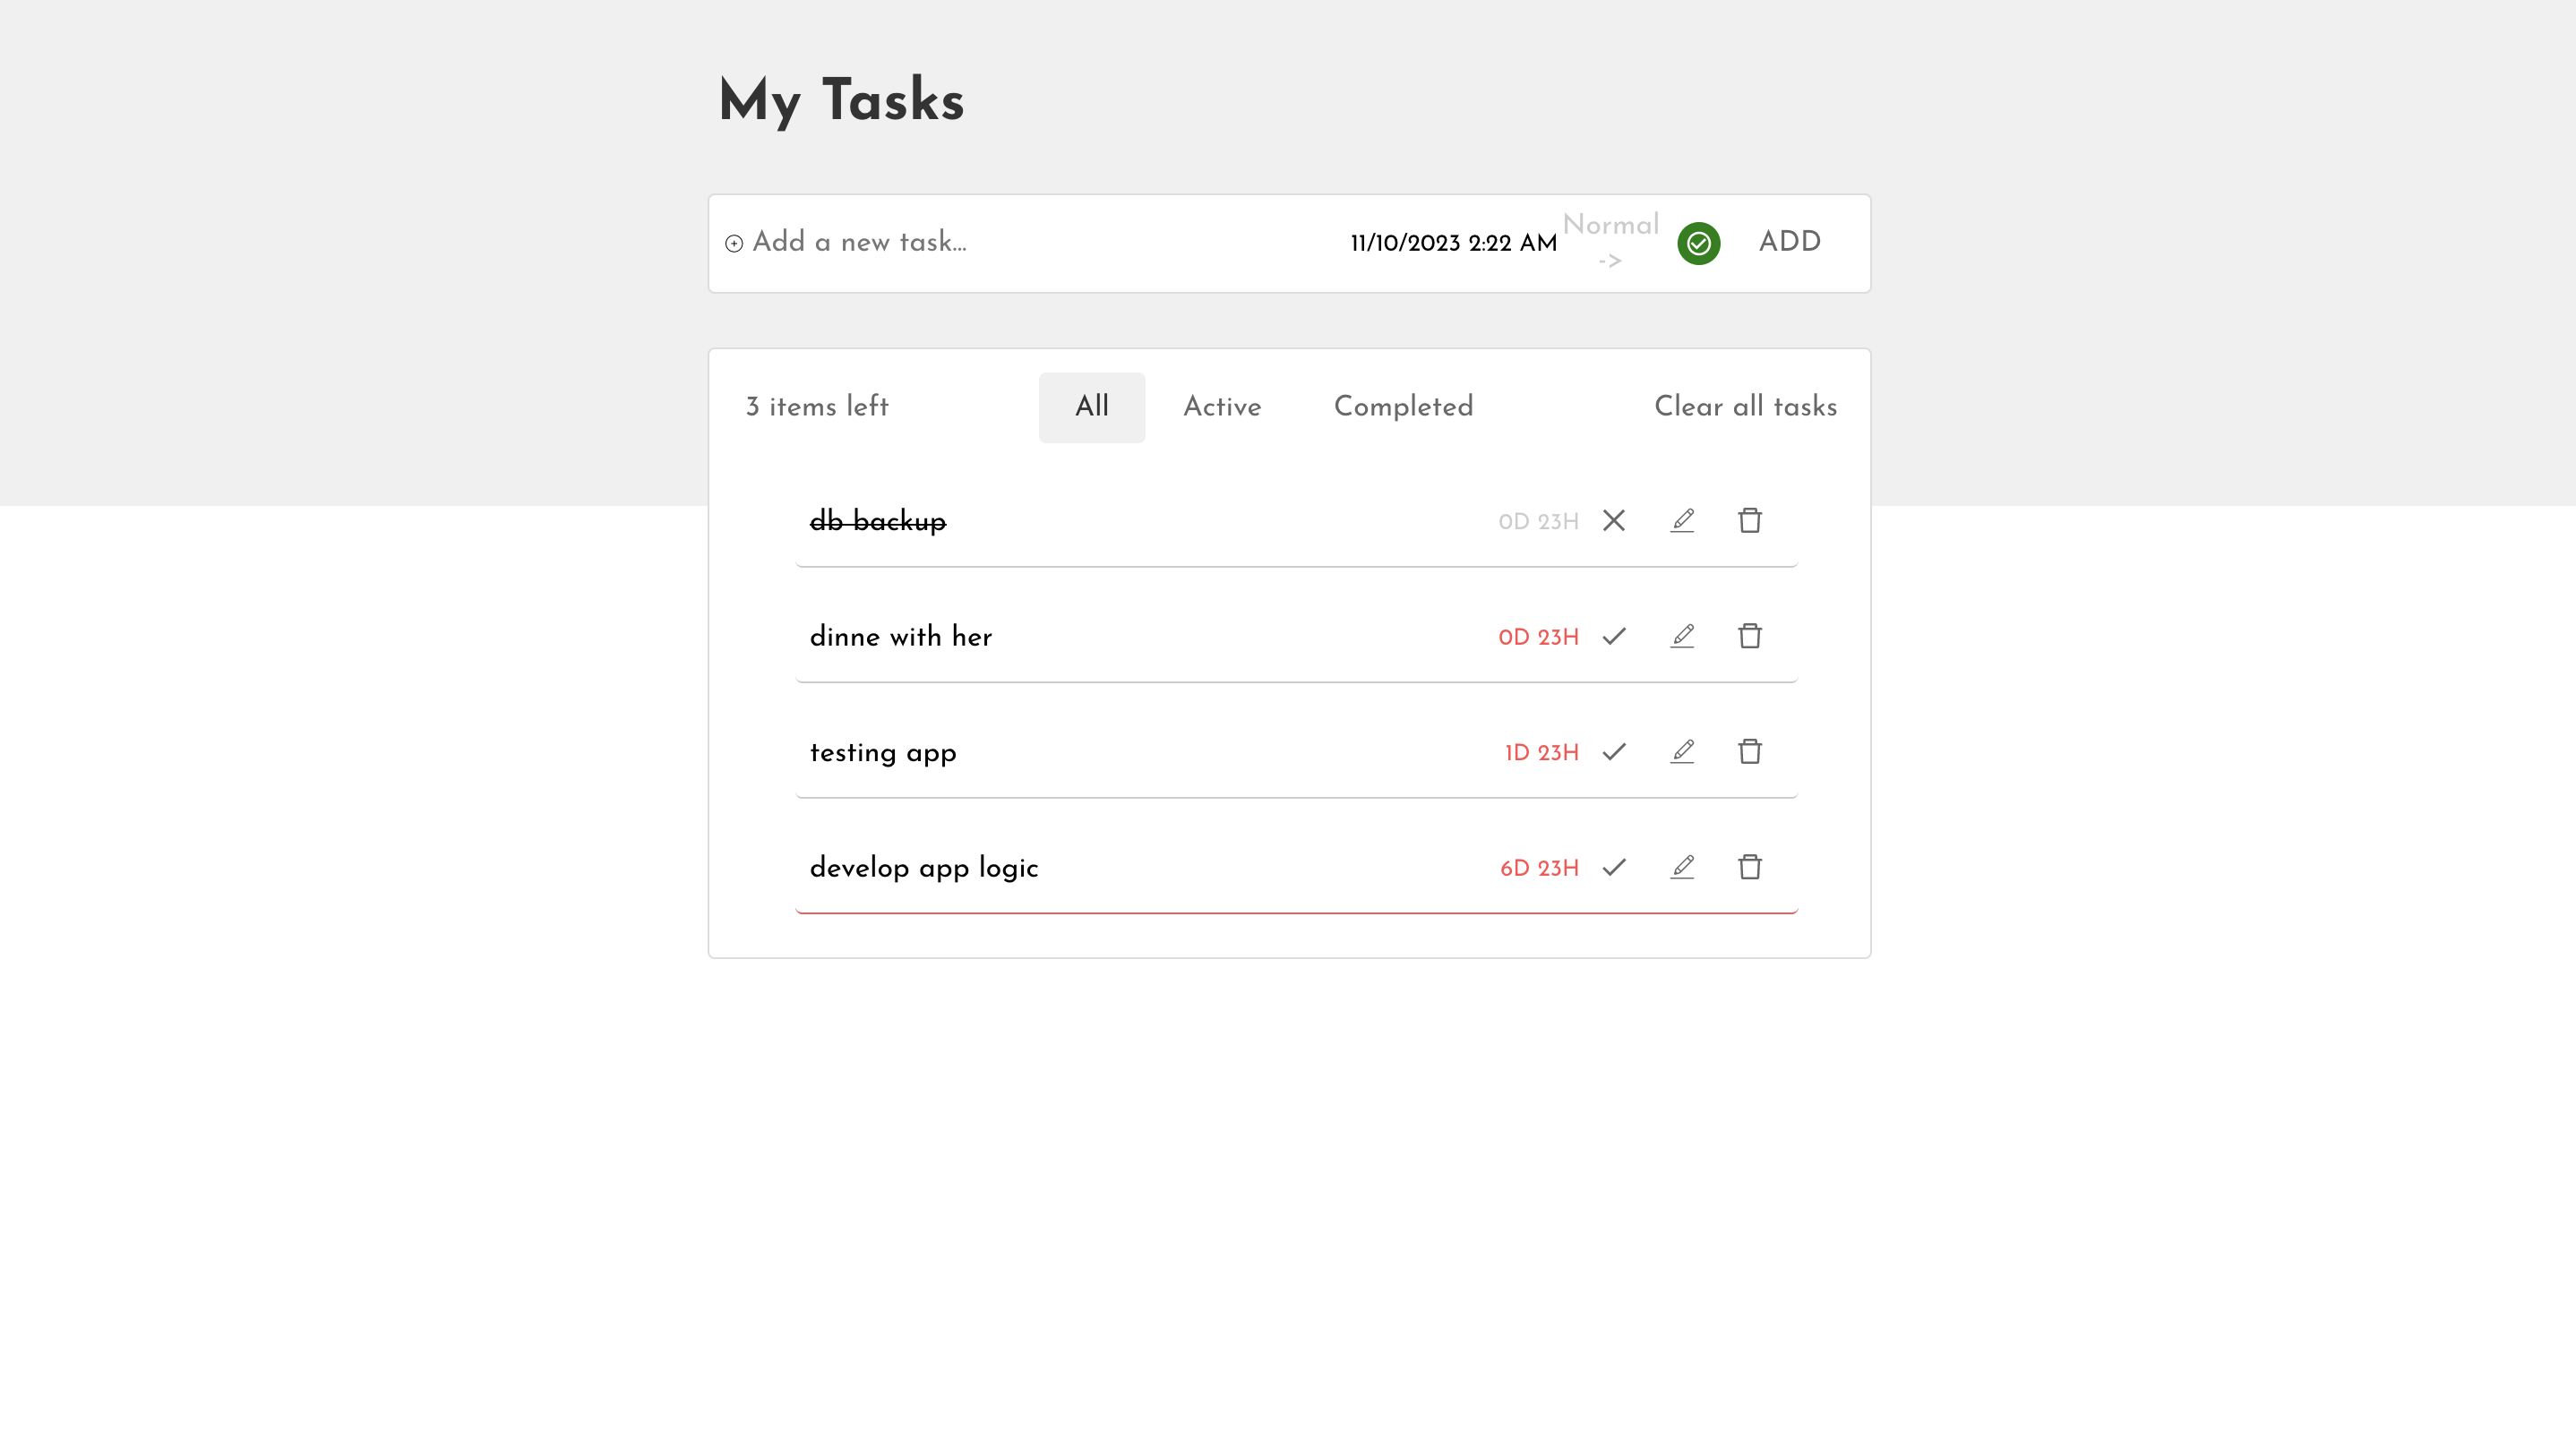 My Tasks
Add a new task...
11/10/2023 2:22 AM
Normal
->
ADD
3 items left
All
Active
Completed
Clear all tasks
db backup
0D 23H
dinne with her
0D 23H
testing app
1D 23H
develop app logic
6D 23H